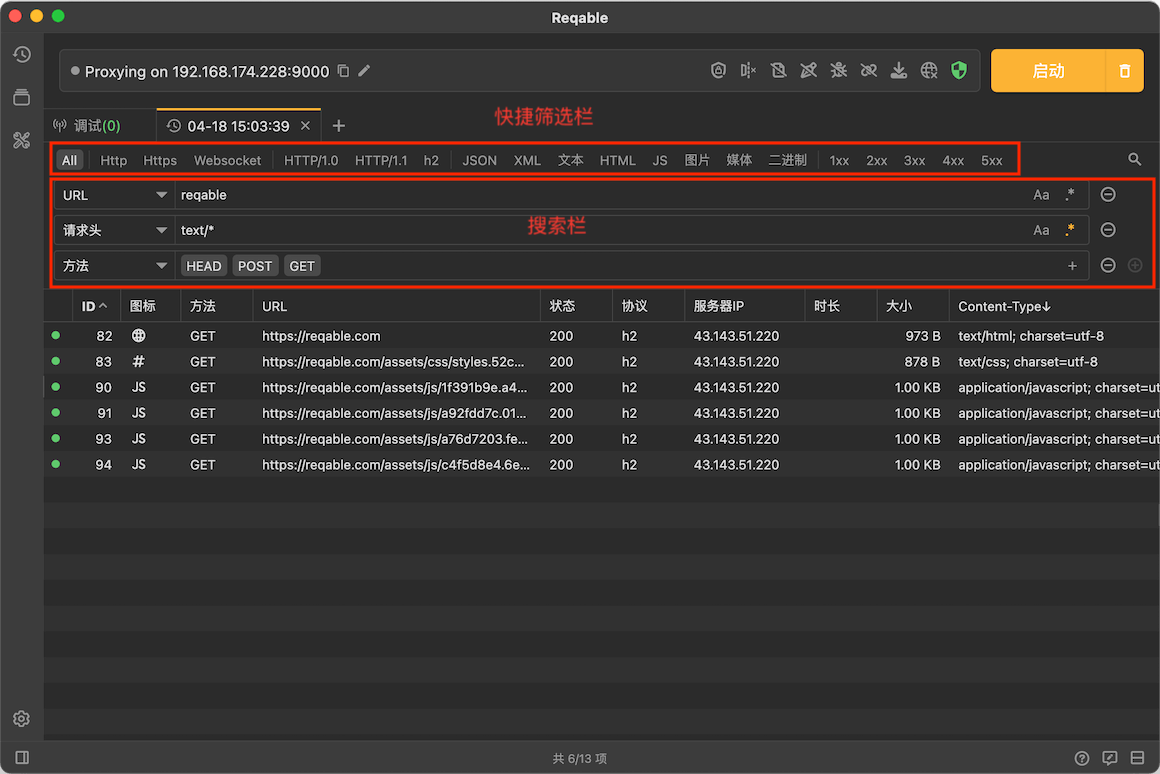 Reqable
Proxying on 192.168.174.228:9000
启动
调试(0)
04-18 15:03:39
快捷筛选栏
All Http Https Websocket HTTP/1.0 HTTP/1.1 h2 JSON XML 文本 HTML JS 图片 媒体 二进制 1xx 2xx 3xx 4xx 5xx
URL reqable Aa .*
请求头 text/* Aa .*
搜索栏
方法 HEAD POST GET
ID 图标 方法 URL 状态 协议 服务器IP 时长 大小 Content-Type↓
82 GET https://reqable.com 200 h2 43.143.51.220 973 B text/html; charset=utf-8
83 # GET https://reqable.com/assets/css/styles.52c... 200 h2 43.143.51.220 878 B text/css; charset=utf-8
90 JS GET https://reqable.com/assets/js/1f391b9e.a4... 200 h2 43.143.51.220 1.00 KB application/javascript; charset=ut
91 JS GET https://reqable.com/assets/js/a92fdd7c.01... 200 h2 43.143.51.220 1.00 KB application/javascript; charset=ut
93 JS GET https://reqable.com/assets/js/a76d7203.fe... 200 h2 43.143.51.220 1.00 KB application/javascript; charset=ut
94 JS GET https://reqable.com/assets/js/c4f5d8e4.6e... 200 h2 43.143.51.220 1.00 KB application/javascript; charset=ut
共 6/13 项